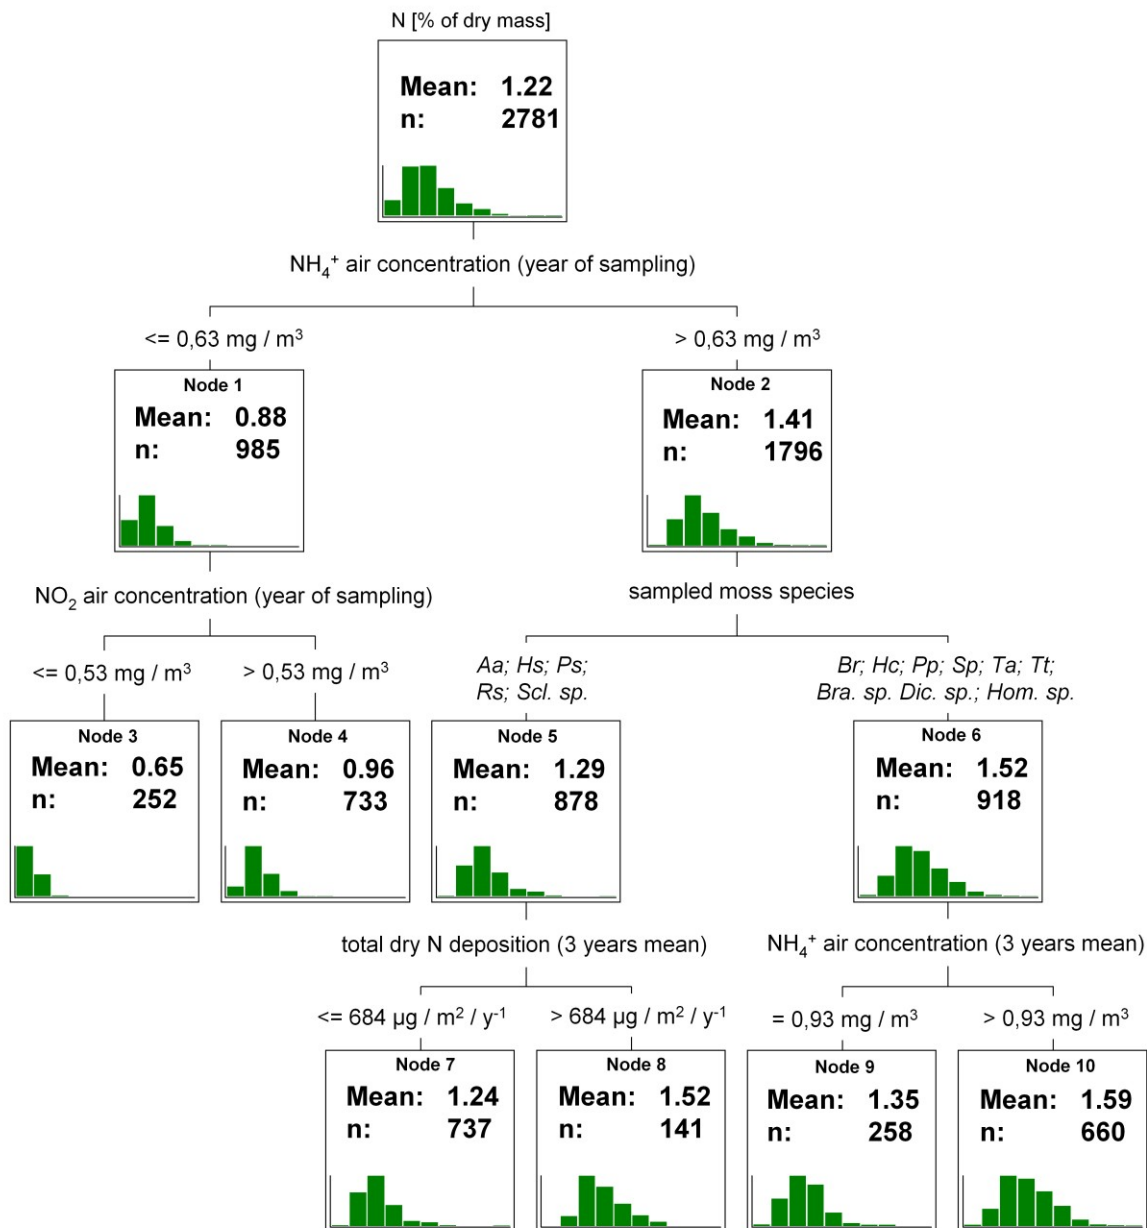 N [% of dry mass]
Mean: 1.22
n: 2781
NH₄⁺ air concentration (year of sampling)
<= 0,63 mg / m³
> 0,63 mg / m³
Node 1
Mean: 0.88
n: 985
Node 2
Mean: 1.41
n: 1796
NO₂ air concentration (year of sampling)
sampled moss species
<= 0,53 mg / m³
> 0,53 mg / m³
Aa; Hs; Ps;
Rs; Scl. sp.
Br; Hc; Pp; Sp; Ta; Tt;
Bra. sp. Dic. sp.; Hom. sp.
Node 3
Mean: 0.65
n: 252
Node 4
Mean: 0.96
n: 733
Node 5
Mean: 1.29
n: 878
Node 6
Mean: 1.52
n: 918
total dry N deposition (3 years mean)
NH₄⁺ air concentration (3 years mean)
<= 684 µg / m² / y⁻¹
> 684 µg / m² / y⁻¹
= 0,93 mg / m³
> 0,93 mg / m³
Node 7
Mean: 1.24
n: 737
Node 8
Mean: 1.52
n: 141
Node 9
Mean: 1.35
n: 258
Node 10
Mean: 1.59
n: 660